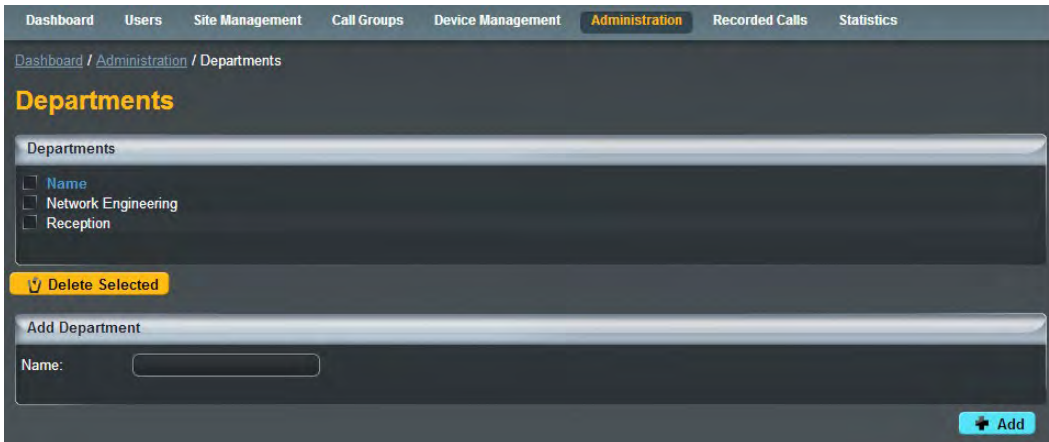 Dashboard Users Site Management Call Groups Device Management Administration Recorded Calls Statistics
Dashboard / Administration / Departments
Departments
Departments
Name
Network Engineering
Reception
Delete Selected
Add Department
Name:
Add